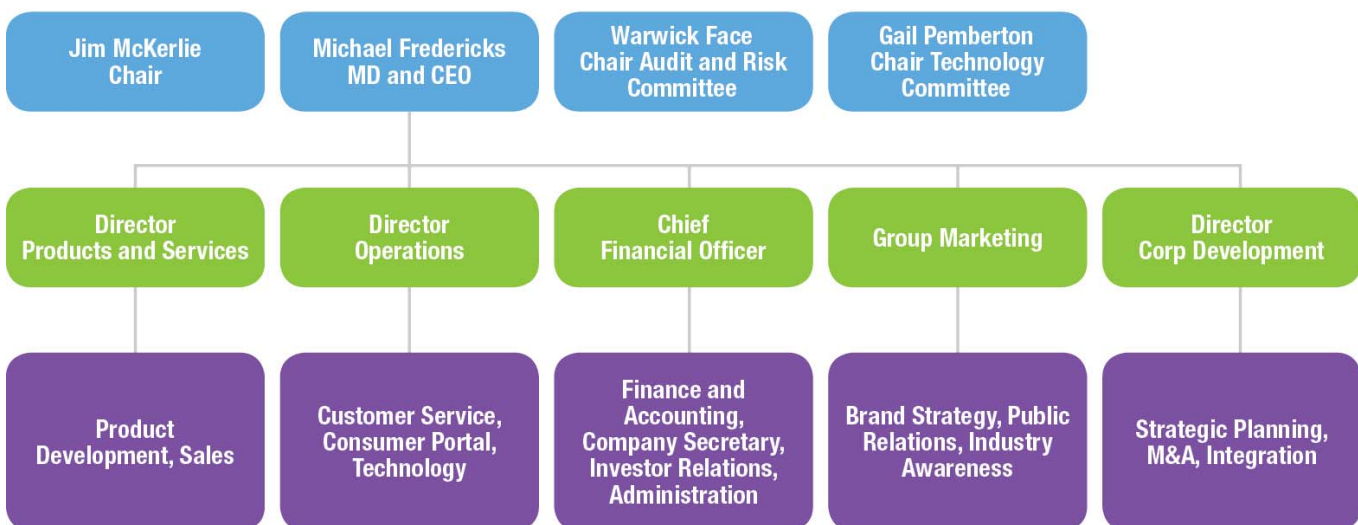 Jim McKerlie
Chair
Michael Fredericks
MD and CEO
Warwick Face
Chair Audit and Risk
Committee
Gail Pemberton
Chair Technology
Committee
Director
Products and Services
Director
Operations
Chief
Financial Officer
Group Marketing
Director
Corp Development
Product
Development, Sales
Customer Service,
Consumer Portal,
Technology
Finance and
Accounting,
Company Secretary,
Investor Relations,
Administration
Brand Strategy, Public
Relations, Industry
Awareness
Strategic Planning,
M&A, Integration